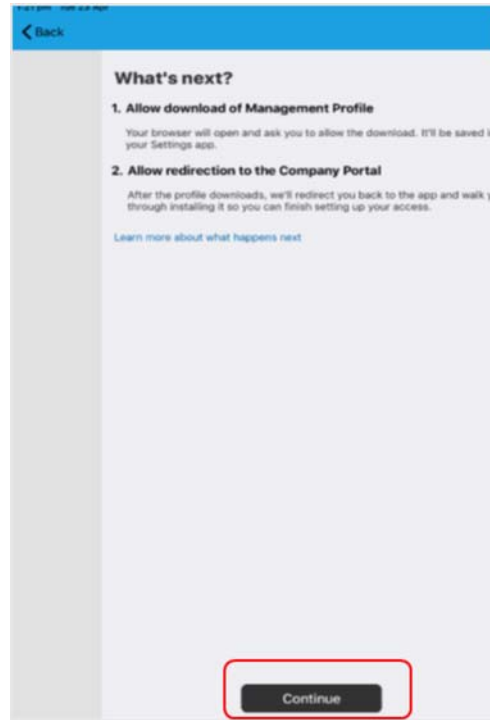 Back
What's next?
1. Allow download of Management Profile
Your browser will open and ask you to allow the download. It'll be saved i
your Settings app.
2. Allow redirection to the Company Portal
After the profile downloads, we'll redirect you back to the app and walk y
through installing it so you can finish setting up your access.
Learn more about what happens next
Continue